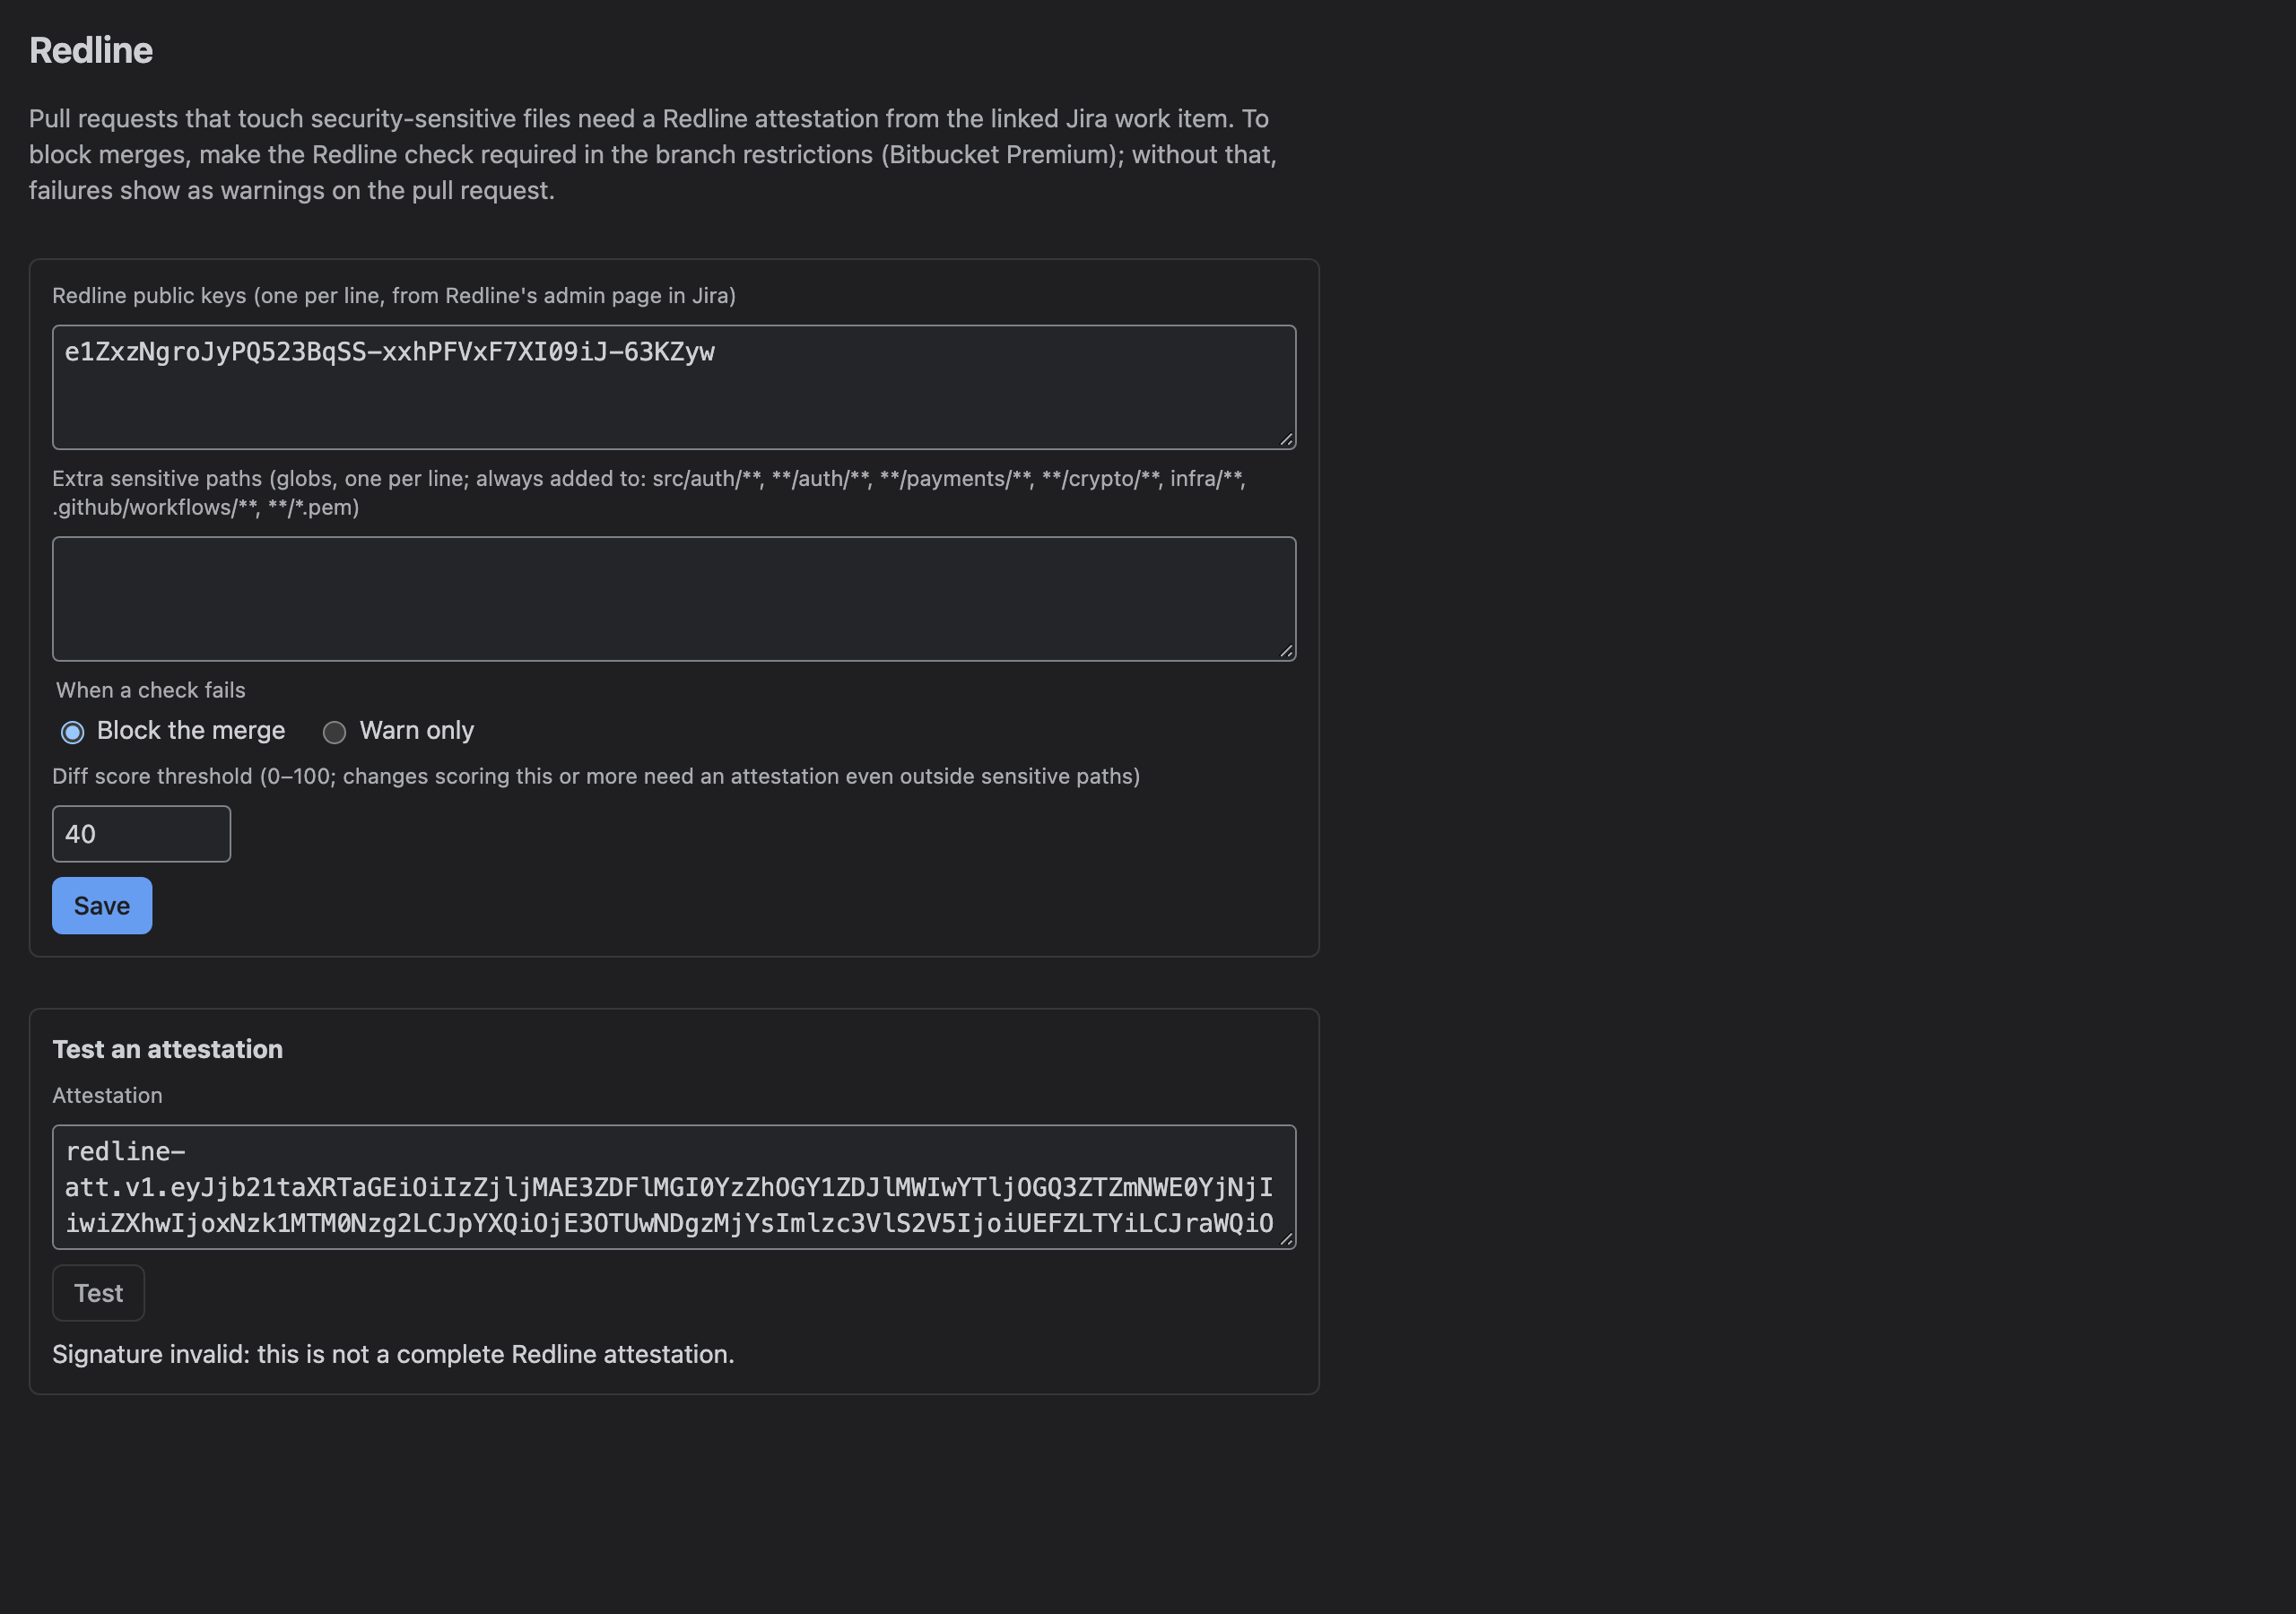 Redline
Pull requests that touch security-sensitive files need a Redline attestation from the linked Jira work item. To
block merges, make the Redline check required in the branch restrictions (Bitbucket Premium); without that,
failures show as warnings on the pull request.
Redline public keys (one per line, from Redline's admin page in Jira)
e1ZxzNgroJyPQ523BqSS-xxhPFVxF7XI09iJ-63KZyw
Extra sensitive paths (globs, one per line; always added to: src/auth/**, **/auth/**, **/payments/**, **/crypto/**, infra/**,
.github/workflows/**, **/*.pem)
When a check fails
Block the merge Warn only
Diff score threshold (0–100; changes scoring this or more need an attestation even outside sensitive paths)
40
Save
Test an attestation
Attestation
redline-
att.v1.eyJjb21taXRTaGEiOiIzZjljMAE3ZDFlMGI0YzZhOGY1ZDJlMWIwYTljOGQ3ZTZmNWE0YjNjI
iwiZXhwIjoxNzk1MTM0Nzg2LCJpYXQiOjE3OTUwNDgzMjYsImlzc3VlS2V5IjoiUEFZLTYiLCJraWQiO
Test
Signature invalid: this is not a complete Redline attestation.